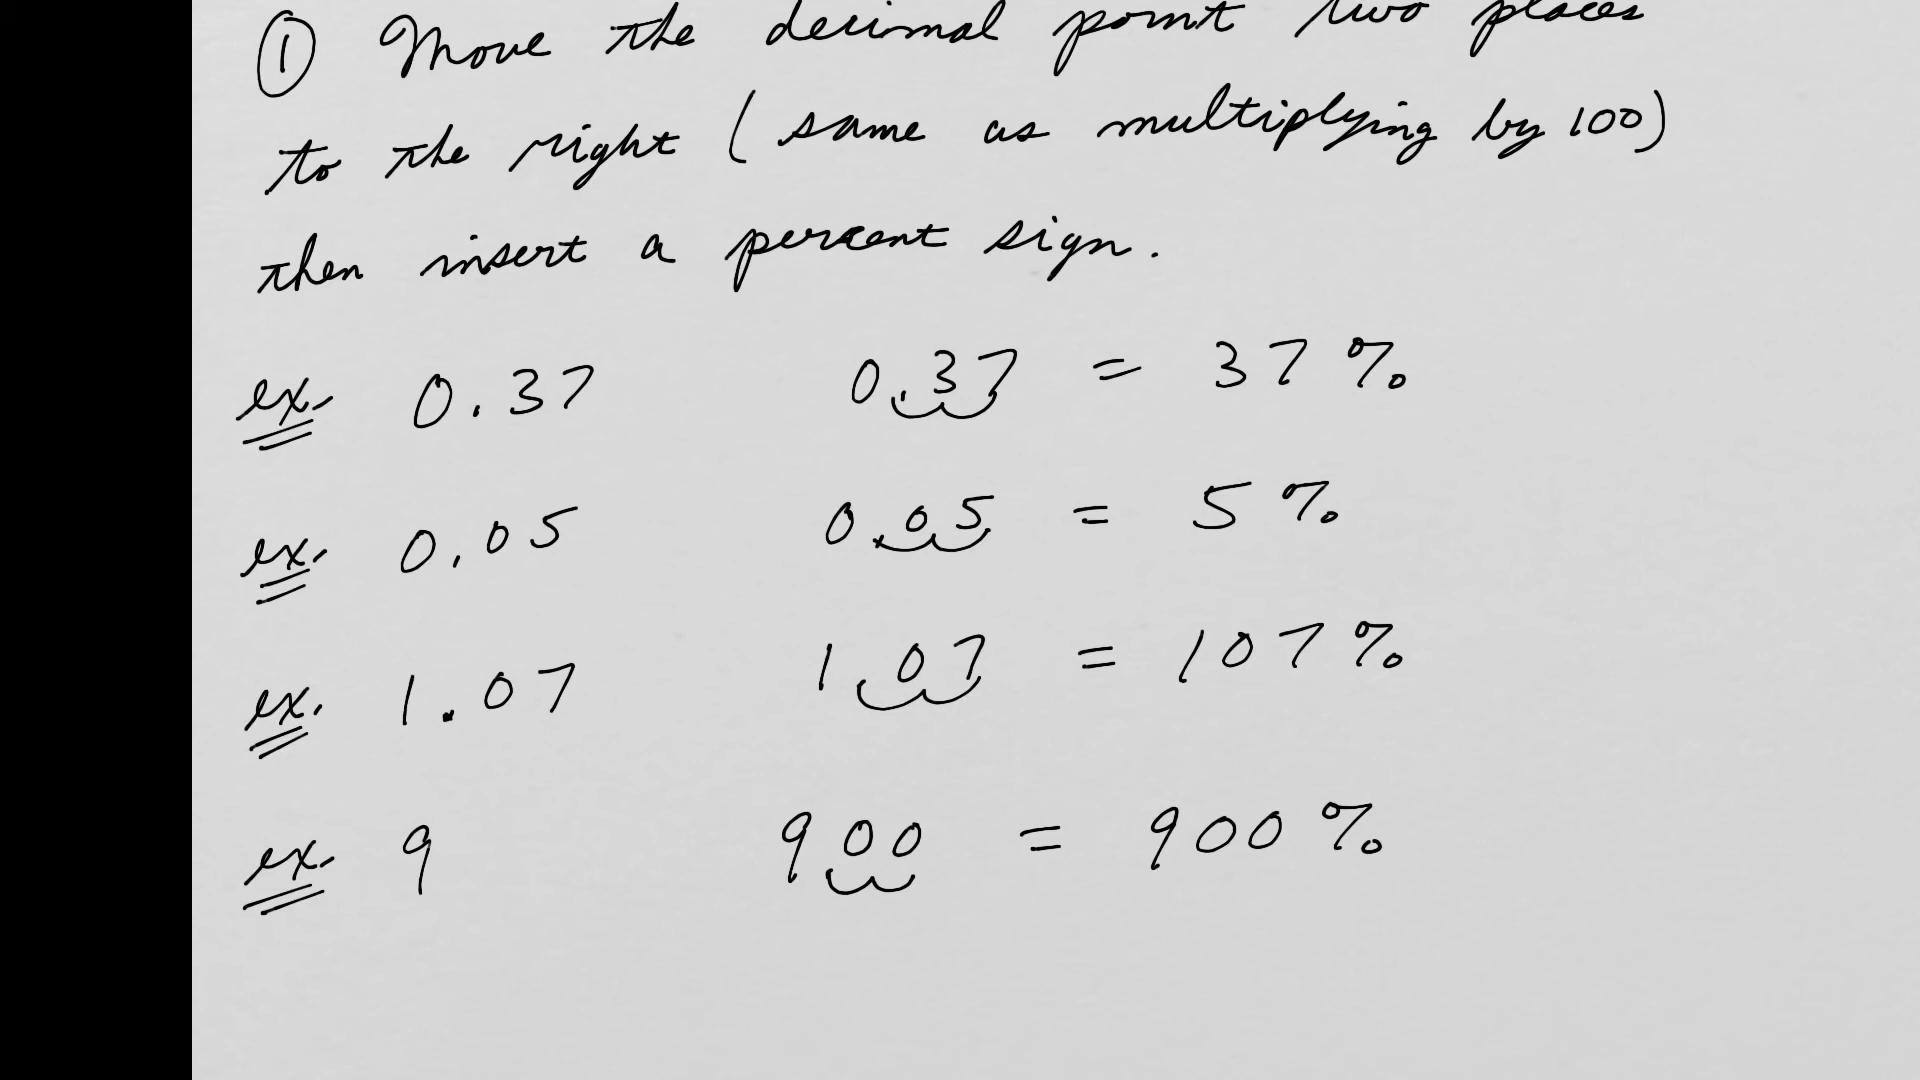 ① Move the decimal point two places
to the right (same as multiplying by 100)
then insert a percent sign.
ex. 0.37 0.37 = 37%
ex. 0.05 0.05 = 5%
ex. 1.07 1.07 = 107%
ex. 9 900 = 900%